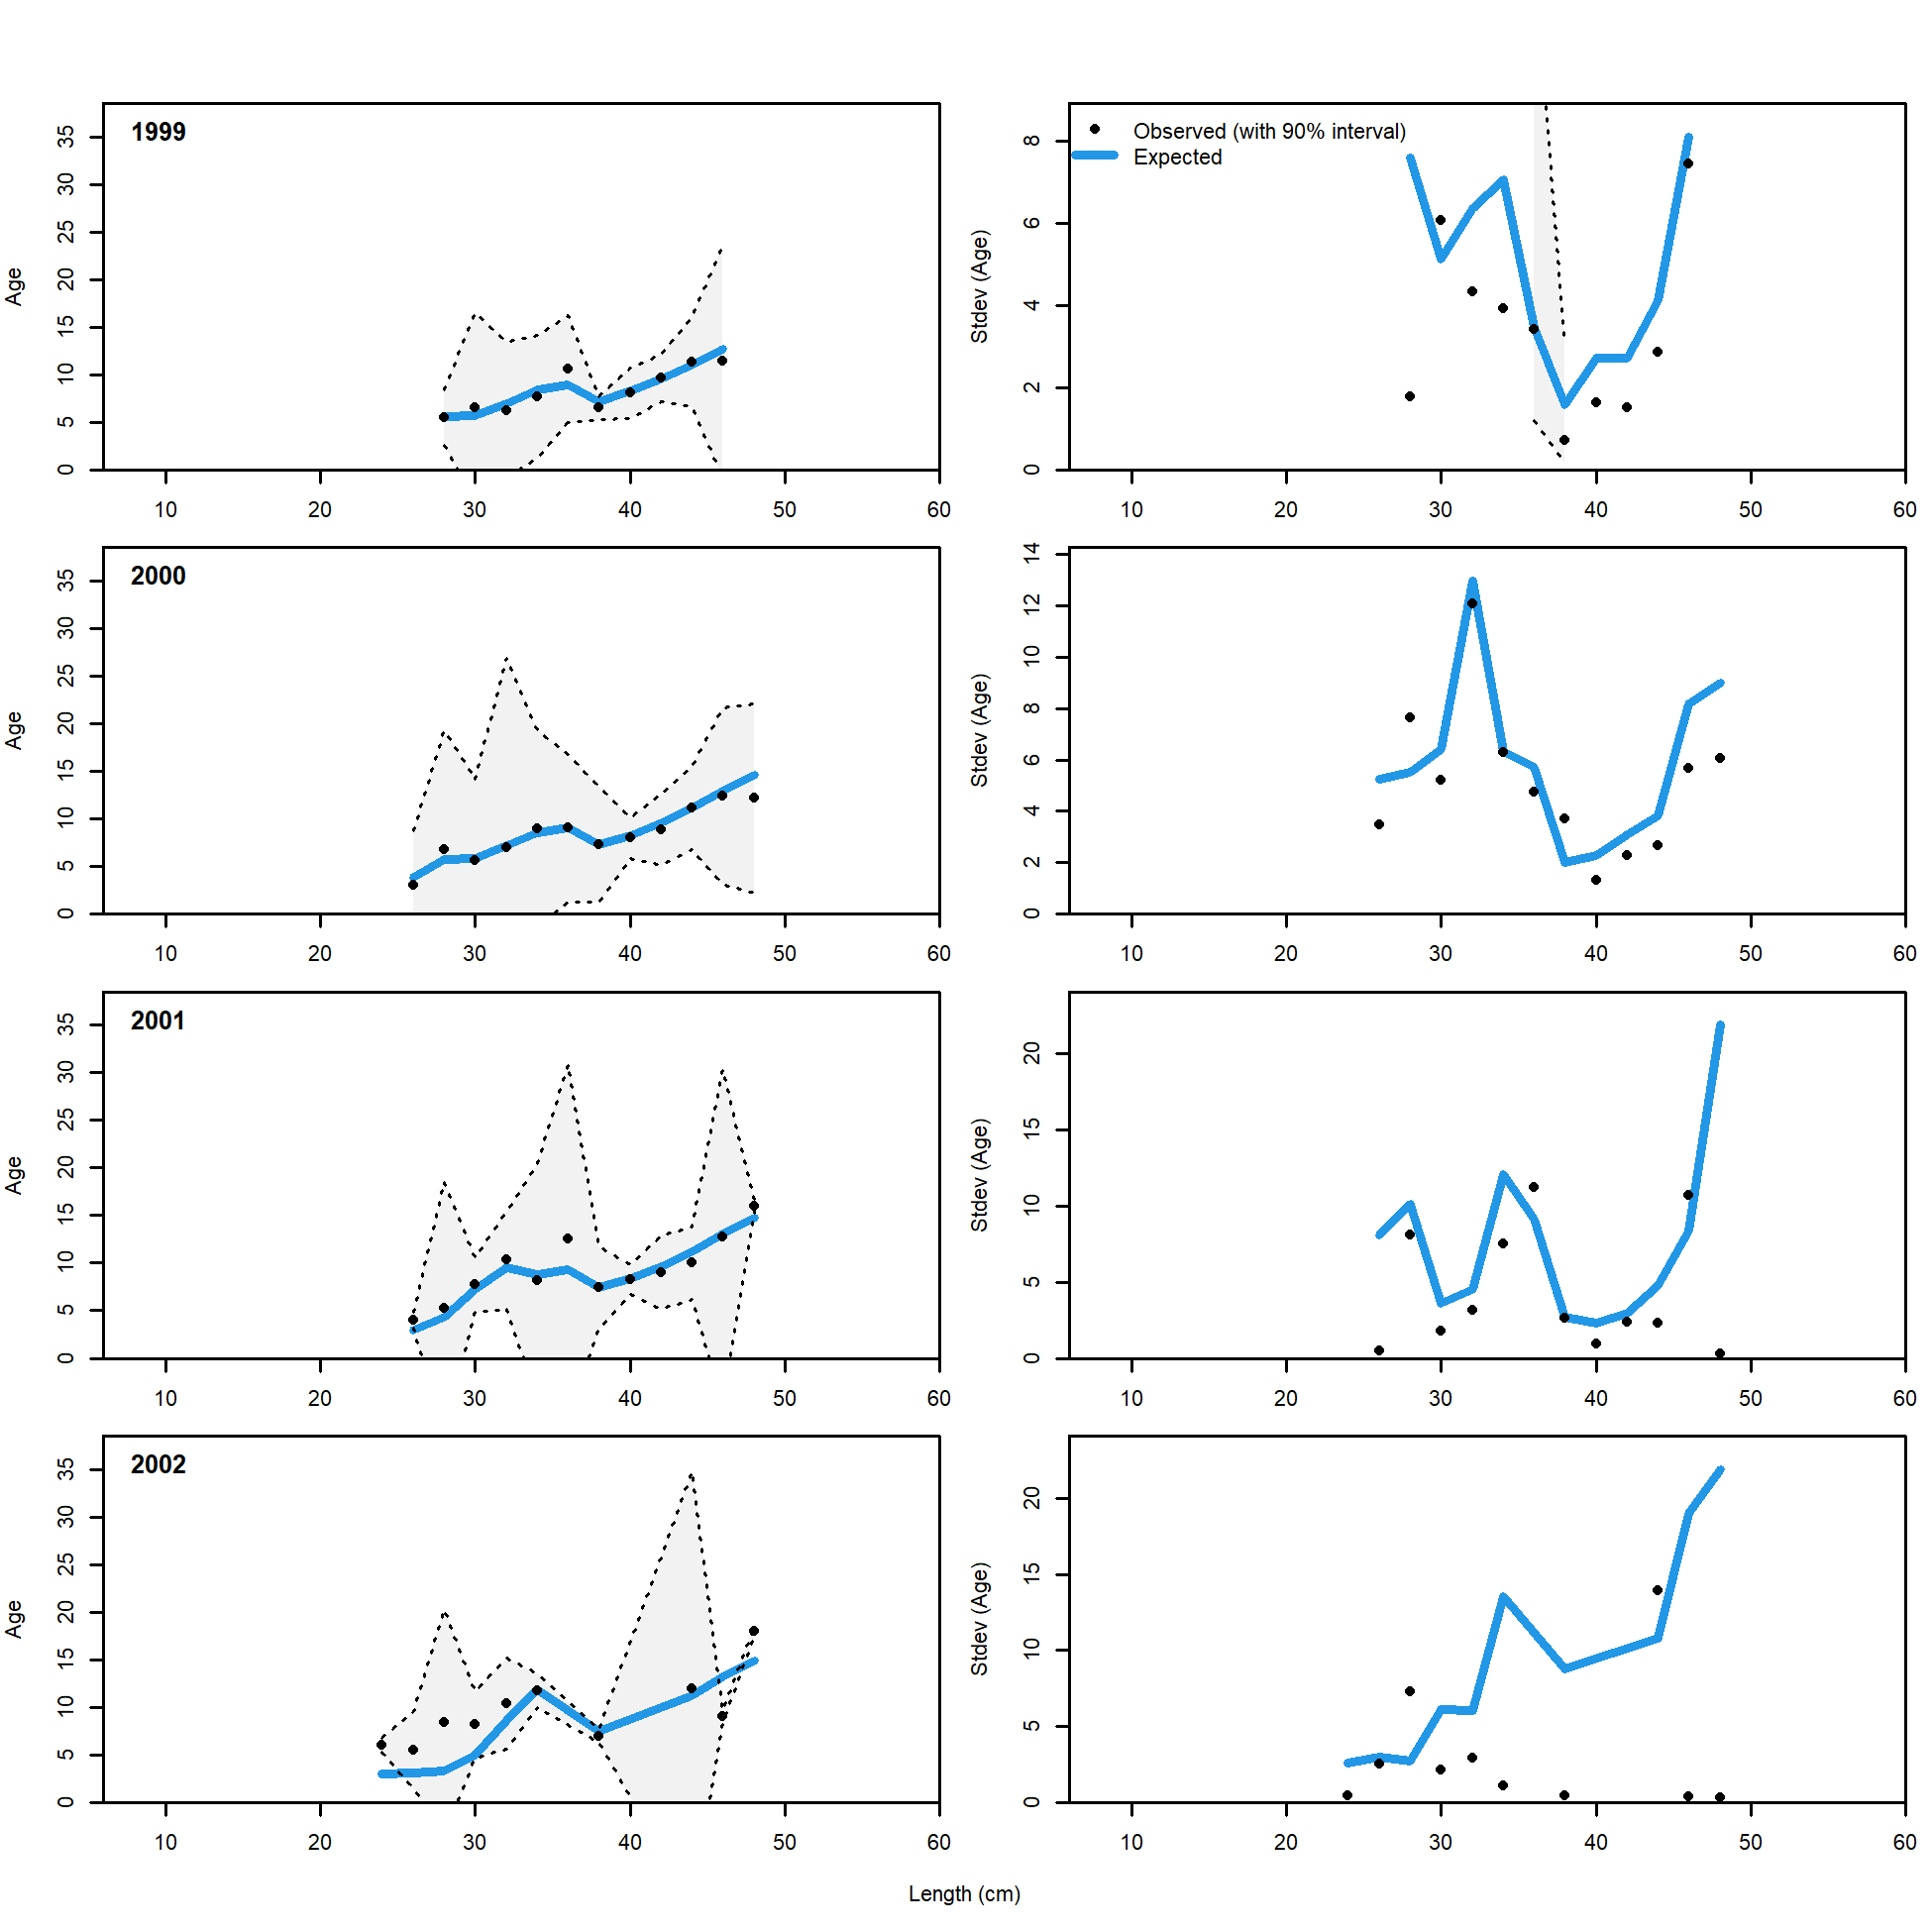 1999
Age
0 5 10 15 20 25 30 35
10 20 30 40 50 60
Observed (with 90% interval)
Expected
Stdev (Age)
0 2 4 6 8
10 20 30 40 50 60
2000
Age
0 5 10 15 20 25 30 35
10 20 30 40 50 60
Stdev (Age)
0 2 4 6 8 10 12 14
10 20 30 40 50 60
2001
Age
0 5 10 15 20 25 30 35
10 20 30 40 50 60
Stdev (Age)
0 5 10 15 20
10 20 30 40 50 60
2002
Age
0 5 10 15 20 25 30 35
10 20 30 40 50 60
Stdev (Age)
0 5 10 15 20
10 20 30 40 50 60
Length (cm)